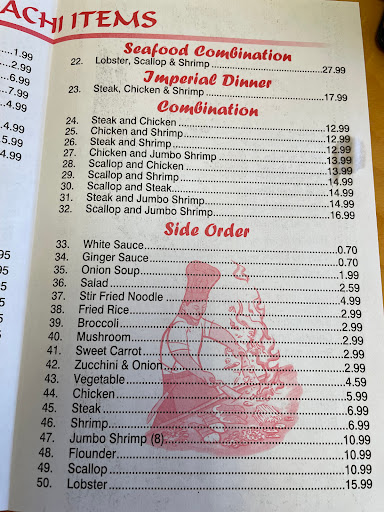 ACHI ITEMS
1.99
2.99
6.99
7.99
4.99
4.99
5.99
4.99
Seafood Combination
22. Lobster, Scallop & Shrimp 27.99
Imperial Dinner
23. Steak, Chicken & Shrimp 17.99
Combination
24. Steak and Chicken 12.99
25. Chicken and Shrimp 12.99
26. Steak and Shrimp 12.99
27. Chicken and Jumbo Shrimp 13.99
28. Scallop and Chicken 13.99
29. Scallop and Shrimp 14.99
30. Scallop and Steak 14.99
31. Steak and Jumbo Shrimp 14.99
32. Scallop and Jumbo Shrimp 16.99
Side Order
33. White Sauce 0.70
34. Ginger Sauce 0.70
35. Onion Soup 1.99
36. Salad 2.59
37. Stir Fried Noodle 4.99
38. Fried Rice 2.99
39. Broccoli 2.99
40. Mushroom 2.99
41. Sweet Carrot 2.99
42. Zucchini & Onion 2.99
43. Vegetable 4.59
44. Chicken 5.99
45. Steak 6.99
46. Shrimp 6.99
47. Jumbo Shrimp (8) 10.99
48. Flounder 10.99
49. Scallop 10.99
50. Lobster 15.99